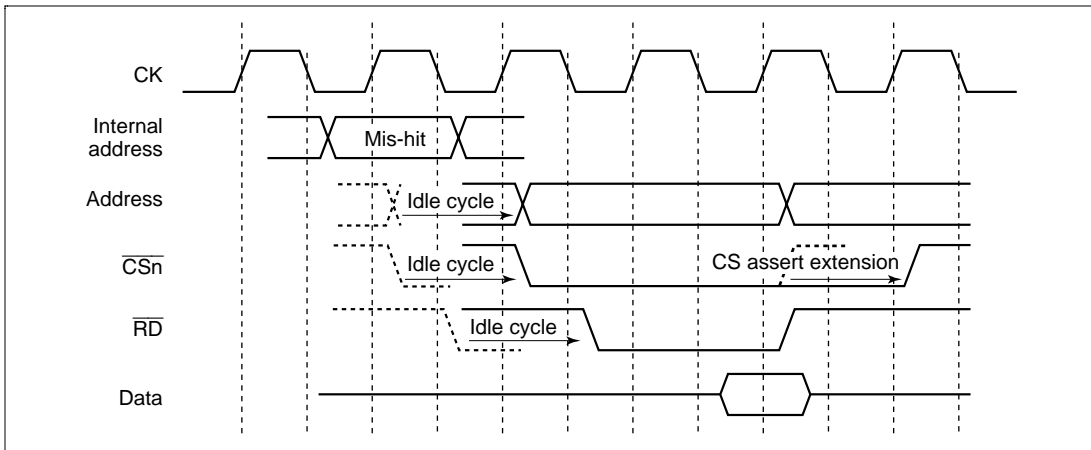 CK
Internal
address
Mis-hit
Address
Idle cycle
CSn
Idle cycle
CS assert extension
RD
Idle cycle
Data